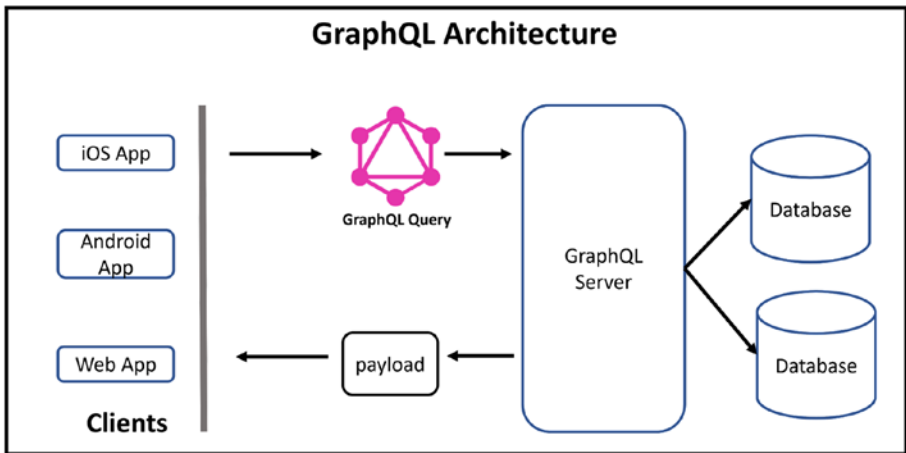 GraphQL Architecture
iOS App
Android
App
Web App
Clients
GraphQL Query
payload
GraphQL
Server
Database
Database